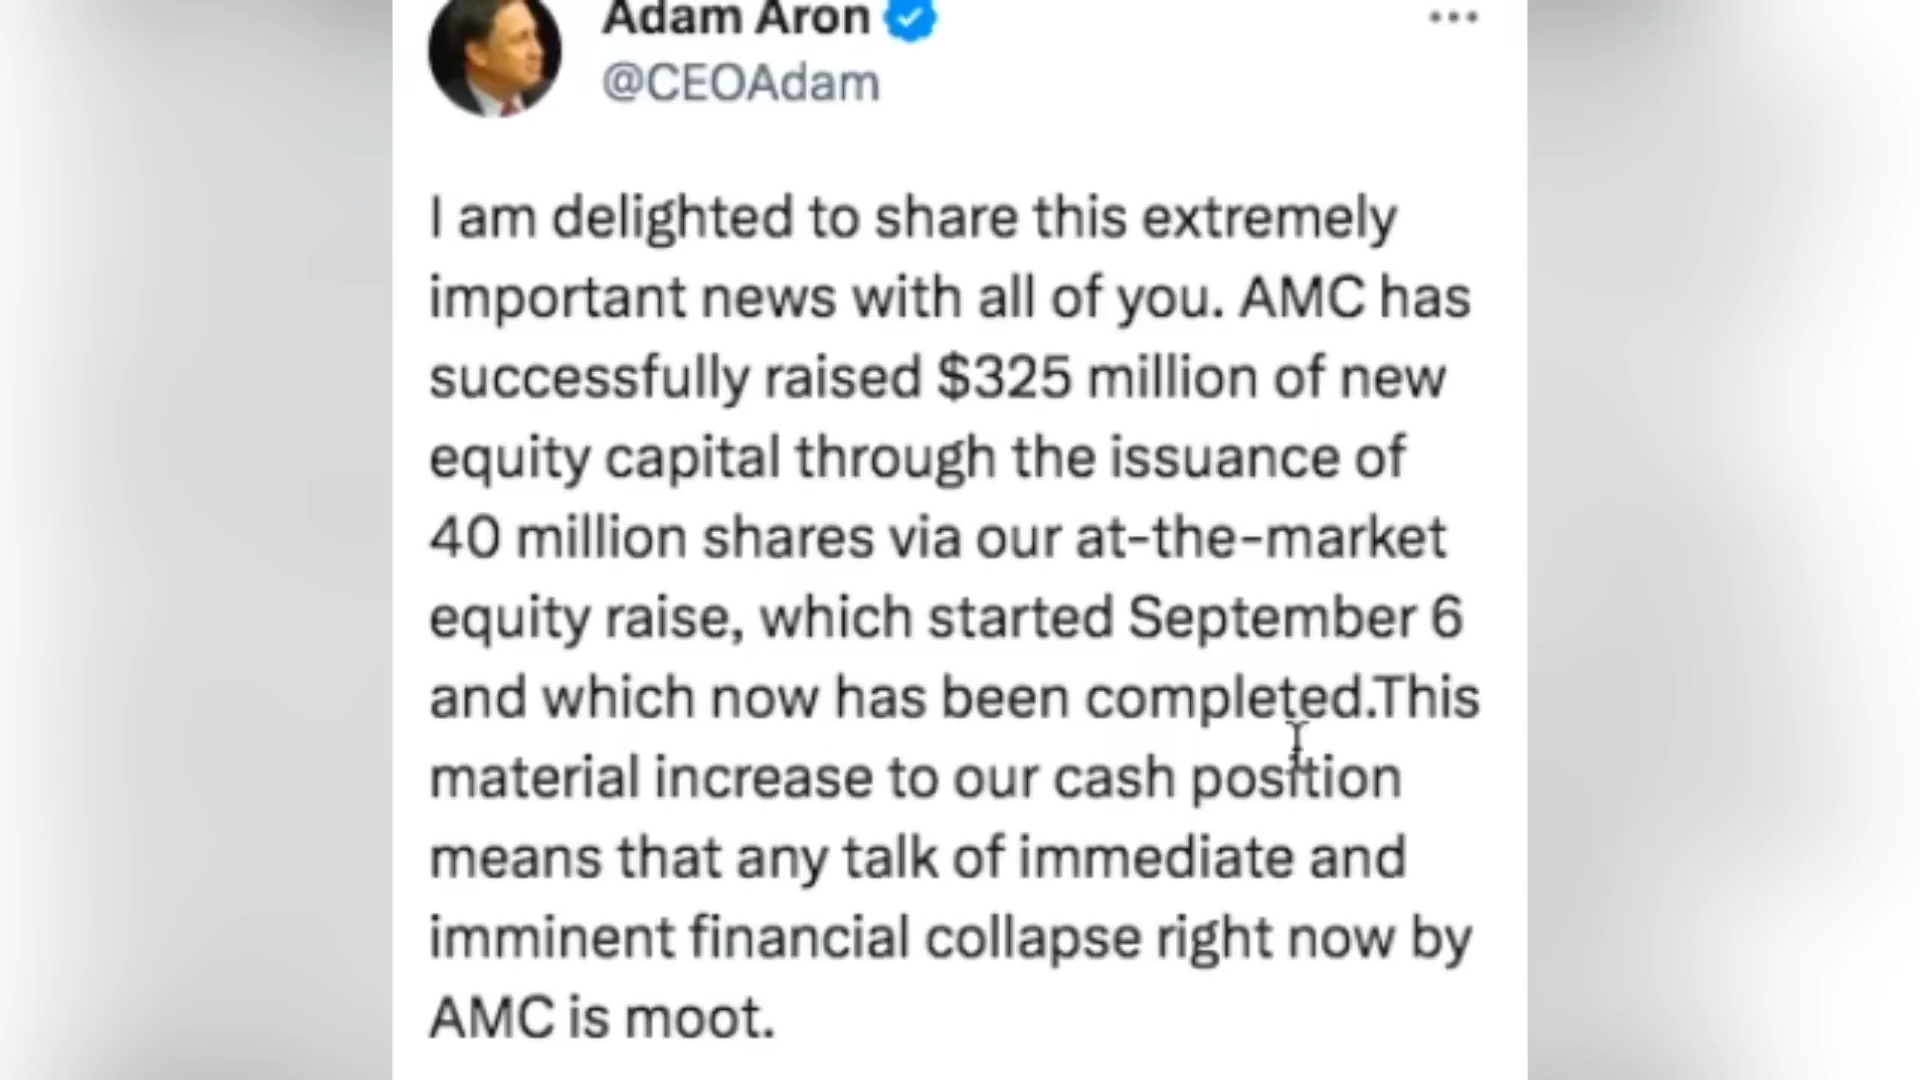 Adam Aron
@CEOAdam
I am delighted to share this extremely
important news with all of you. AMC has
successfully raised $325 million of new
equity capital through the issuance of
40 million shares via our at-the-market
equity raise, which started September 6
and which now has been completed.This
material increase to our cash position
means that any talk of immediate and
imminent financial collapse right now by
AMC is moot.